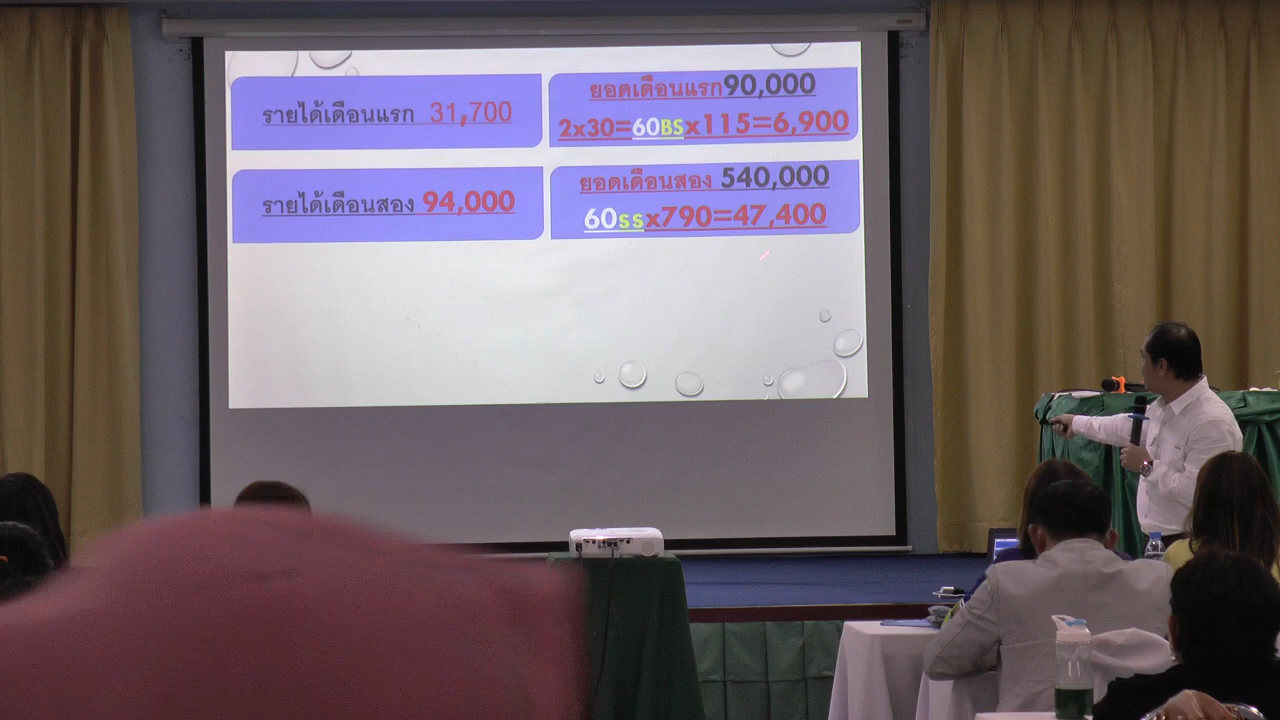 รายได้เดือนแรก 31,700
ยอดเดือนแรก90,000
2x30=60BSx115=6,900
รายได้เดือนสอง 94,000
ยอดเดือนสอง 540,000
60ssx790=47,400